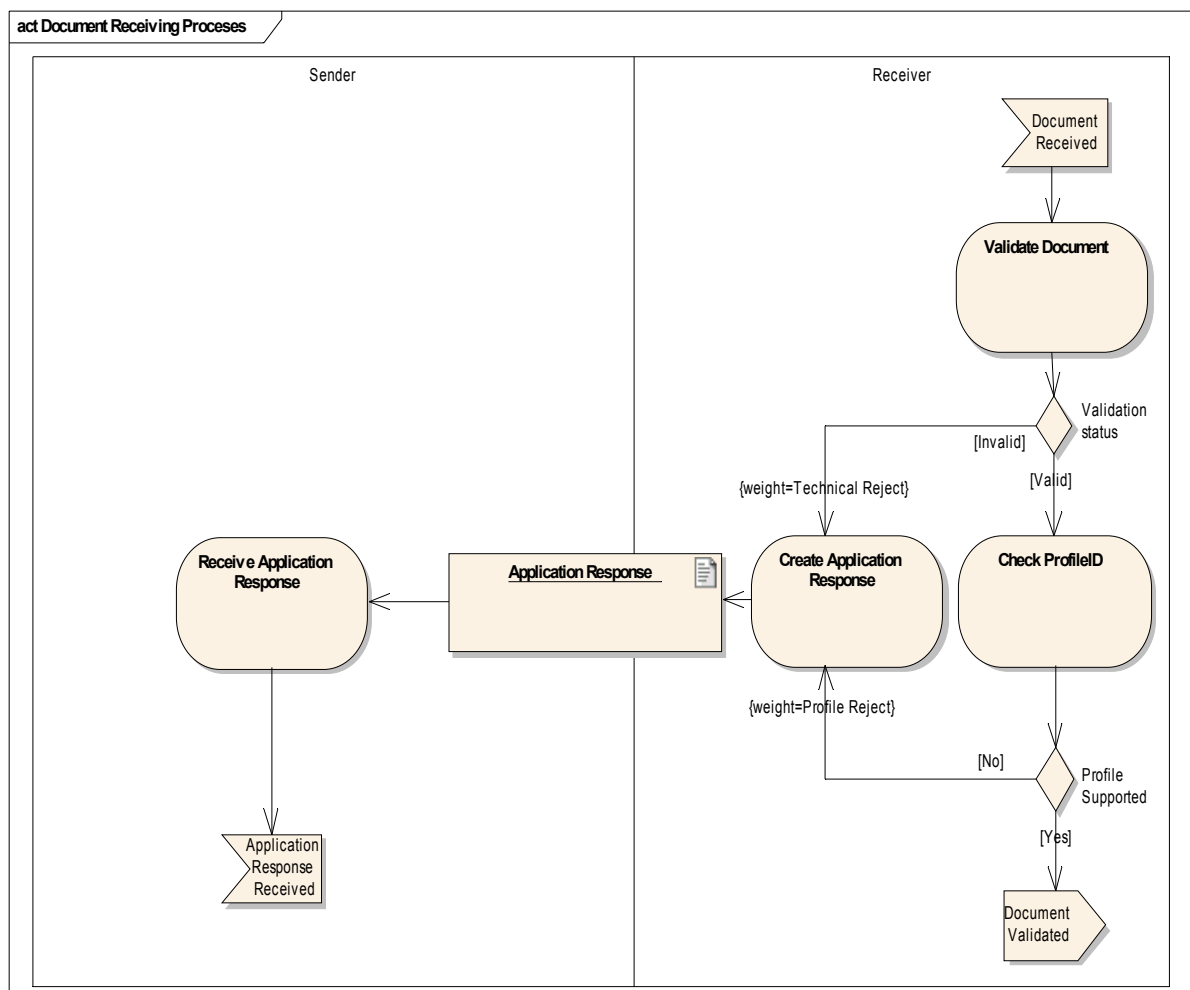 act Document Receiving Proceses
Sender
Receiver
Document
Received
Validate Document
Validation
status
[Invalid]
[Valid]
{weight=Technical Reject}
Receive Application
Response
Application Response
Create Application
Response
Check ProfileID
{weight=Profile Reject}
[No]
Profile
Supported
[Yes]
Application
Response
Received
Document
Validated